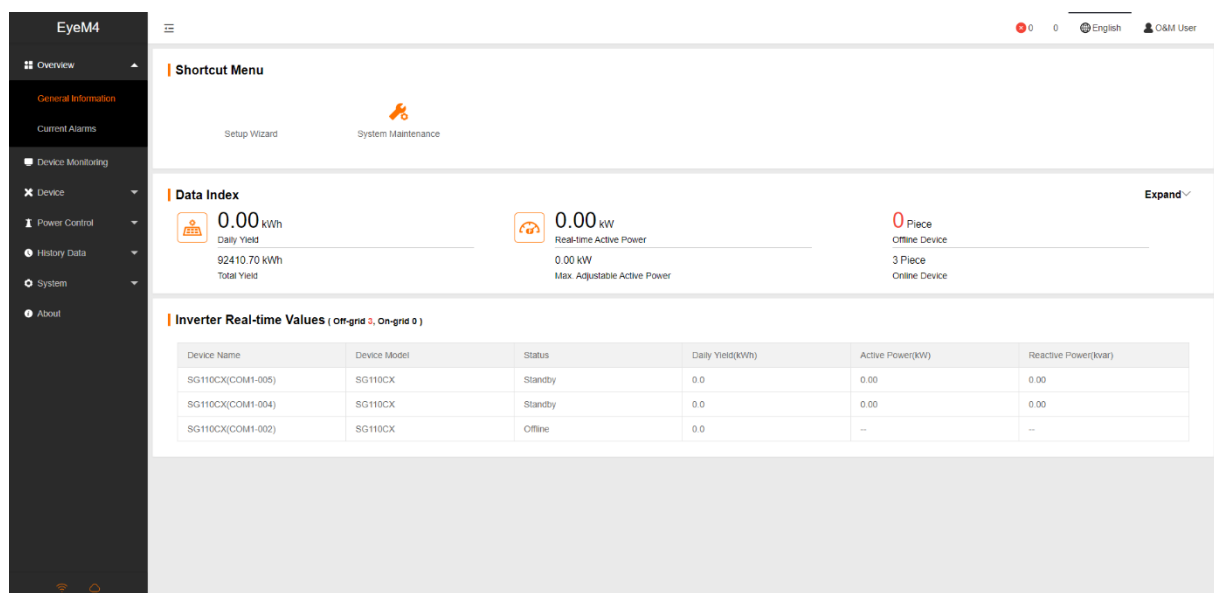 EyeM4
0 0 English O&M User
Overview
General Information
Current Alarms
Device Monitoring
Device
Power Control
History Data
System
About
Shortcut Menu
Setup Wizard System Maintenance
Data Index Expand
0.00 kWh 0.00 kW 0 Piece
Daily Yield Real-time Active Power Offline Device
92410.70 kWh 0.00 kW 3 Piece
Total Yield Max. Adjustable Active Power Online Device
Inverter Real-time Values ( Off-grid 3, On-grid 0 )
Device Name Device Model Status Daily Yield(kWh) Active Power(kW) Reactive Power(kvar)
SG110CX(COM1-005) SG110CX Standby 0.0 0.00 0.00
SG110CX(COM1-004) SG110CX Standby 0.0 0.00 0.00
SG110CX(COM1-002) SG110CX Offline 0.0 -- --